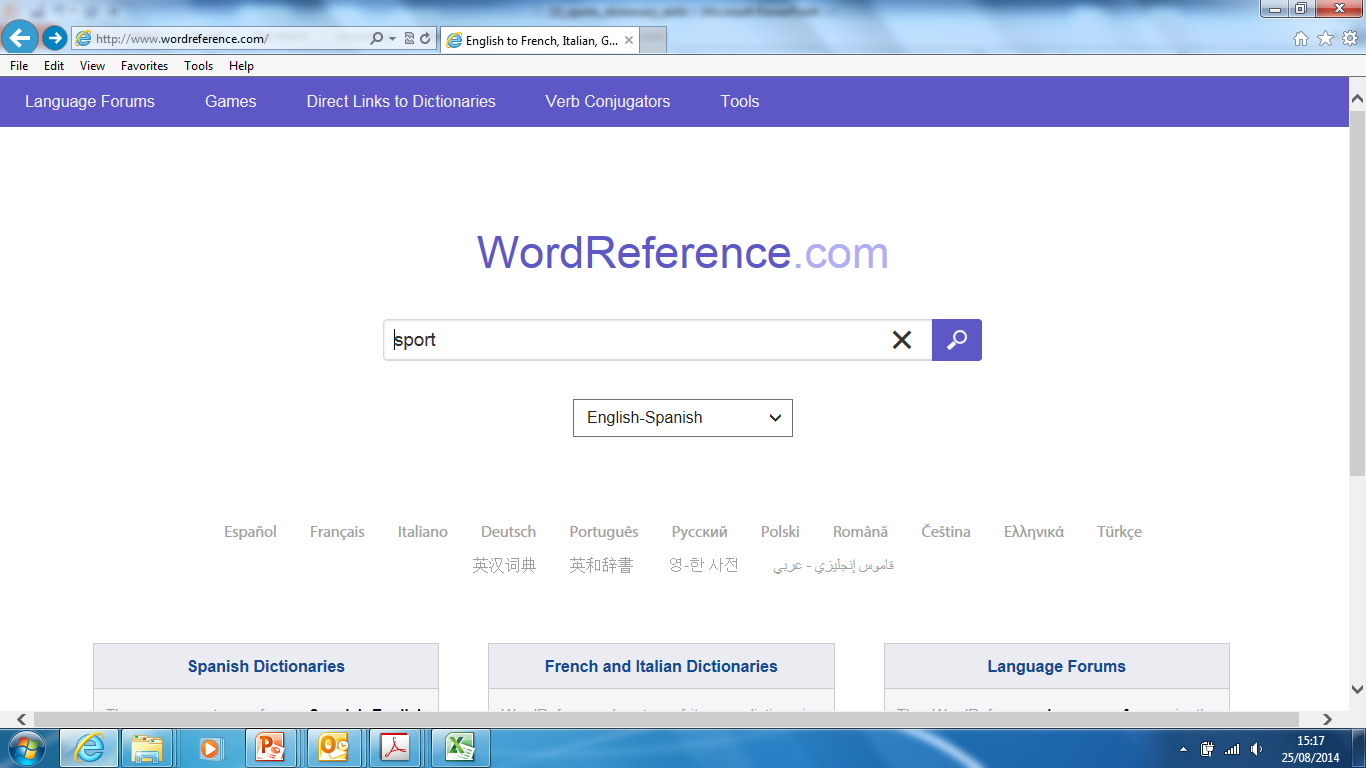 http://www.wordreference.com/
English to French, Italian, G...
File Edit View Favorites Tools Help
Language Forums Games Direct Links to Dictionaries Verb Conjugators Tools
WordReference.com
sport
English-Spanish
Español Français Italiano Deutsch Português Русский Polski Română Čeština Ελληνικά Türkçe
英汉词典 英和辞書 영-한 사전 قاموس إنجليزي - عربي
Spanish Dictionaries French and Italian Dictionaries Language Forums
15:17
25/08/2014